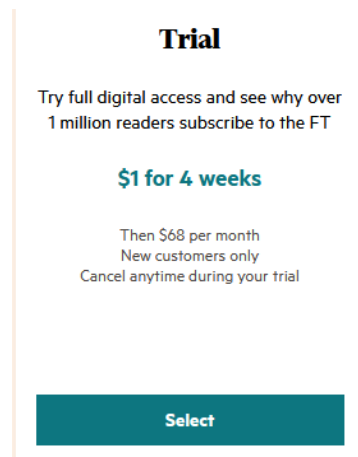 Trial
Try full digital access and see why over
1 million readers subscribe to the FT
$1 for 4 weeks
Then $68 per month
New customers only
Cancel anytime during your trial
Select